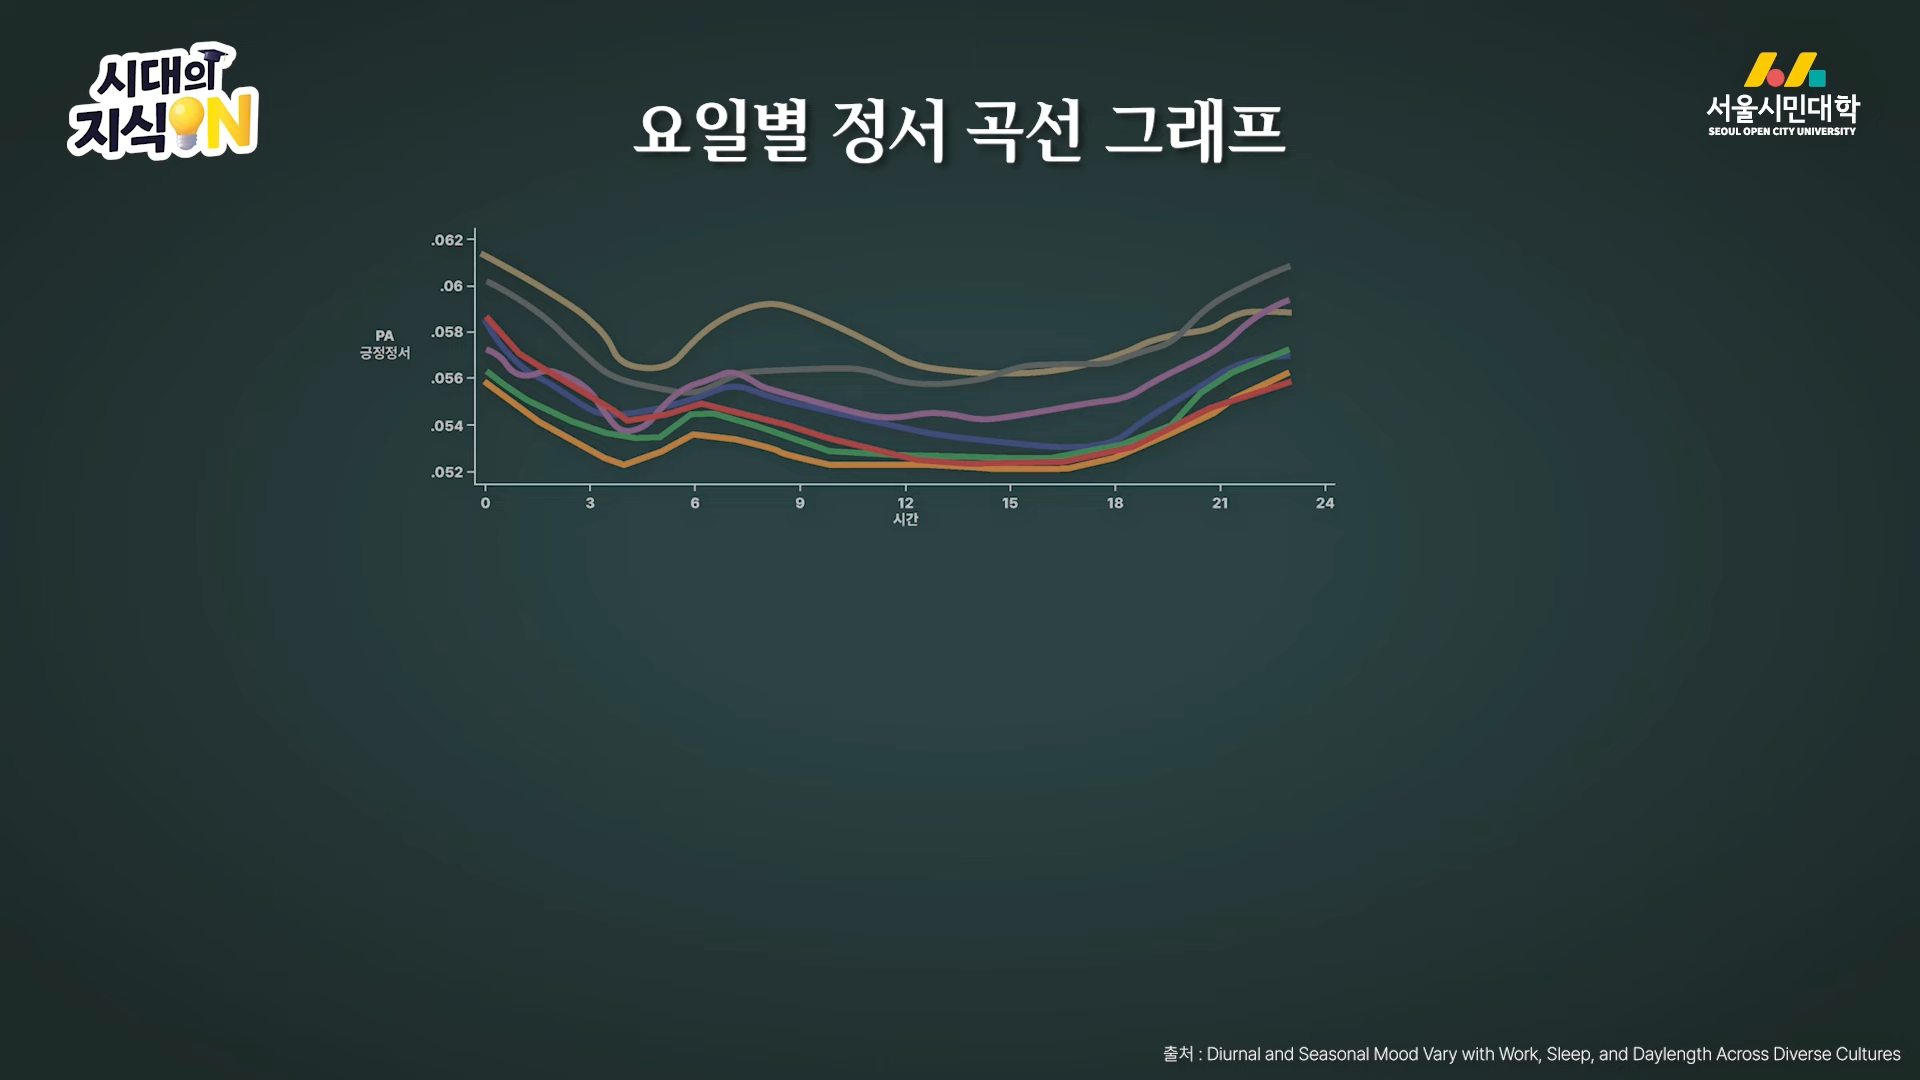 시대의
지식ON
서울시민대학
SEOUL OPEN CITY UNIVERSITY
요일별 정서 곡선 그래프
.062
.06
.058
.056
.054
.052
PA
긍정정서
0 3 6 9 12 15 18 21 24
시간
출처 : Diurnal and Seasonal Mood Vary with Work, Sleep, and Daylength Across Diverse Cultures